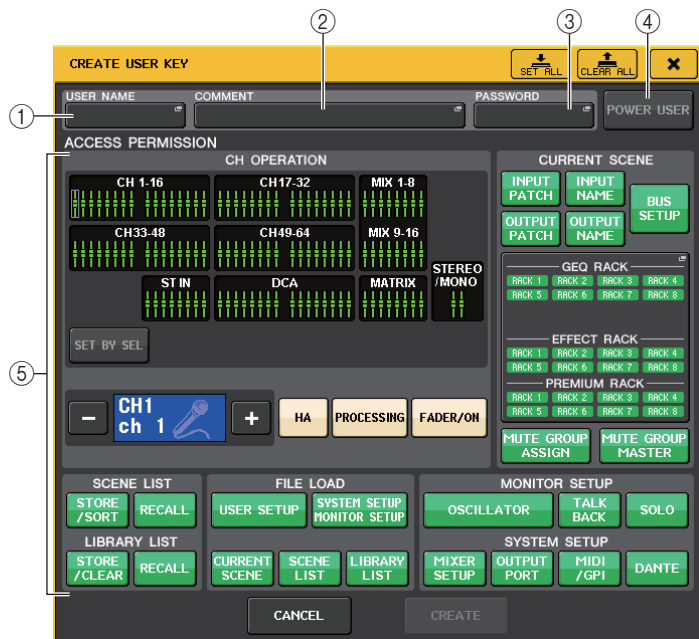 ② ③ ④
CREATE USER KEY
SET ALL
CLEAR ALL
①
USER NAME
COMMENT
PASSWORD
POWER USER
ACCESS PERMISSION
CH OPERATION
CH 1-16
CH17-32
MIX 1-8
CH33-48
CH49-64
MIX 9-16
ST IN
DCA
MATRIX
STEREO
/MONO
SET BY SEL
⑤
CH1
ch 1
HA
PROCESSING
FADER/ON
CURRENT SCENE
INPUT
PATCH
INPUT
NAME
BUS
SETUP
OUTPUT
PATCH
OUTPUT
NAME
GEQ RACK
RACK 1 RACK 2 RACK 3 RACK 4
RACK 5 RACK 6 RACK 7 RACK 8
EFFECT RACK
RACK 1 RACK 2 RACK 3 RACK 4
RACK 5 RACK 6 RACK 7 RACK 8
PREMIUM RACK
RACK 1 RACK 2 RACK 3 RACK 4
RACK 5 RACK 6 RACK 7 RACK 8
MUTE GROUP
ASSIGN
MUTE GROUP
MASTER
SCENE LIST
STORE
/SORT
RECALL
LIBRARY LIST
STORE
/CLEAR
RECALL
FILE LOAD
USER SETUP
SYSTEM SETUP
MONITOR SETUP
CURRENT
SCENE
SCENE
LIST
LIBRARY
LIST
MONITOR SETUP
OSCILLATOR
TALK
BACK
SOLO
SYSTEM SETUP
MIXER
SETUP
OUTPUT
PORT
MIDI
/GPI
DANTE
CANCEL
CREATE